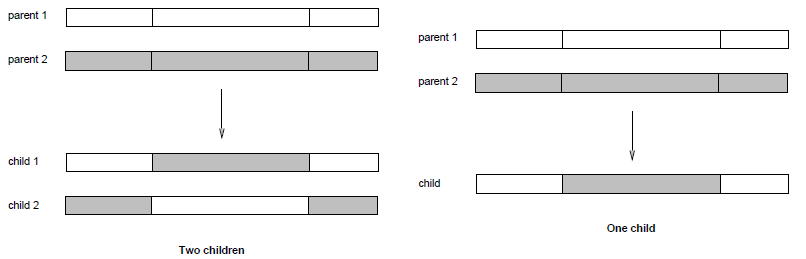 parent 1
parent 2
child 1
child 2
Two children
parent 1
parent 2
child
One child